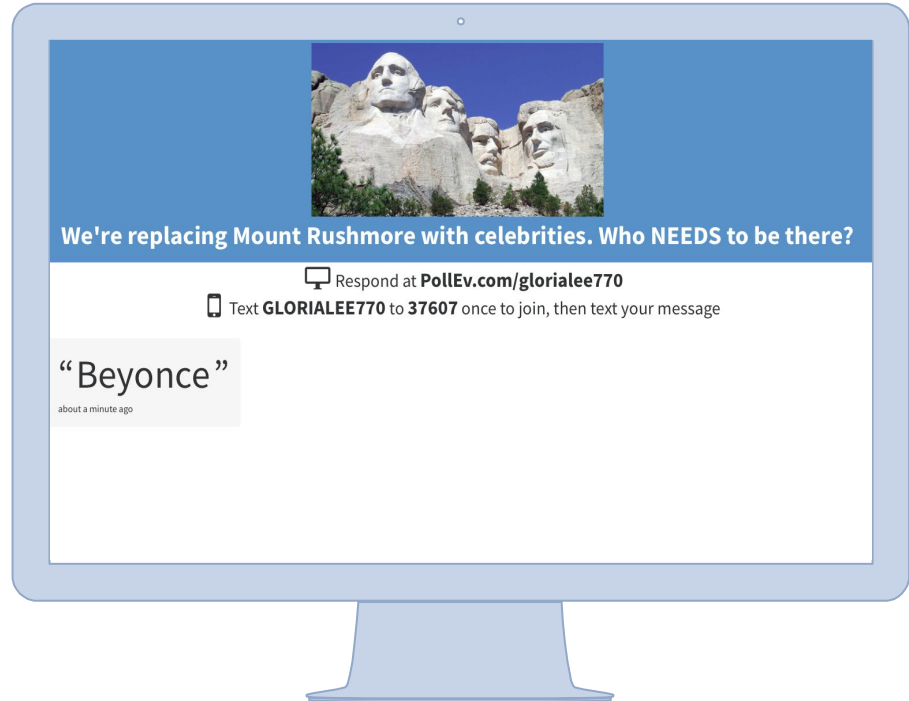 We're replacing Mount Rushmore with celebrities. Who NEEDS to be there?
Respond at PollEv.com/glorialee770
Text GLORIALEE770 to 37607 once to join, then text your message
“Beyonce”
about a minute ago